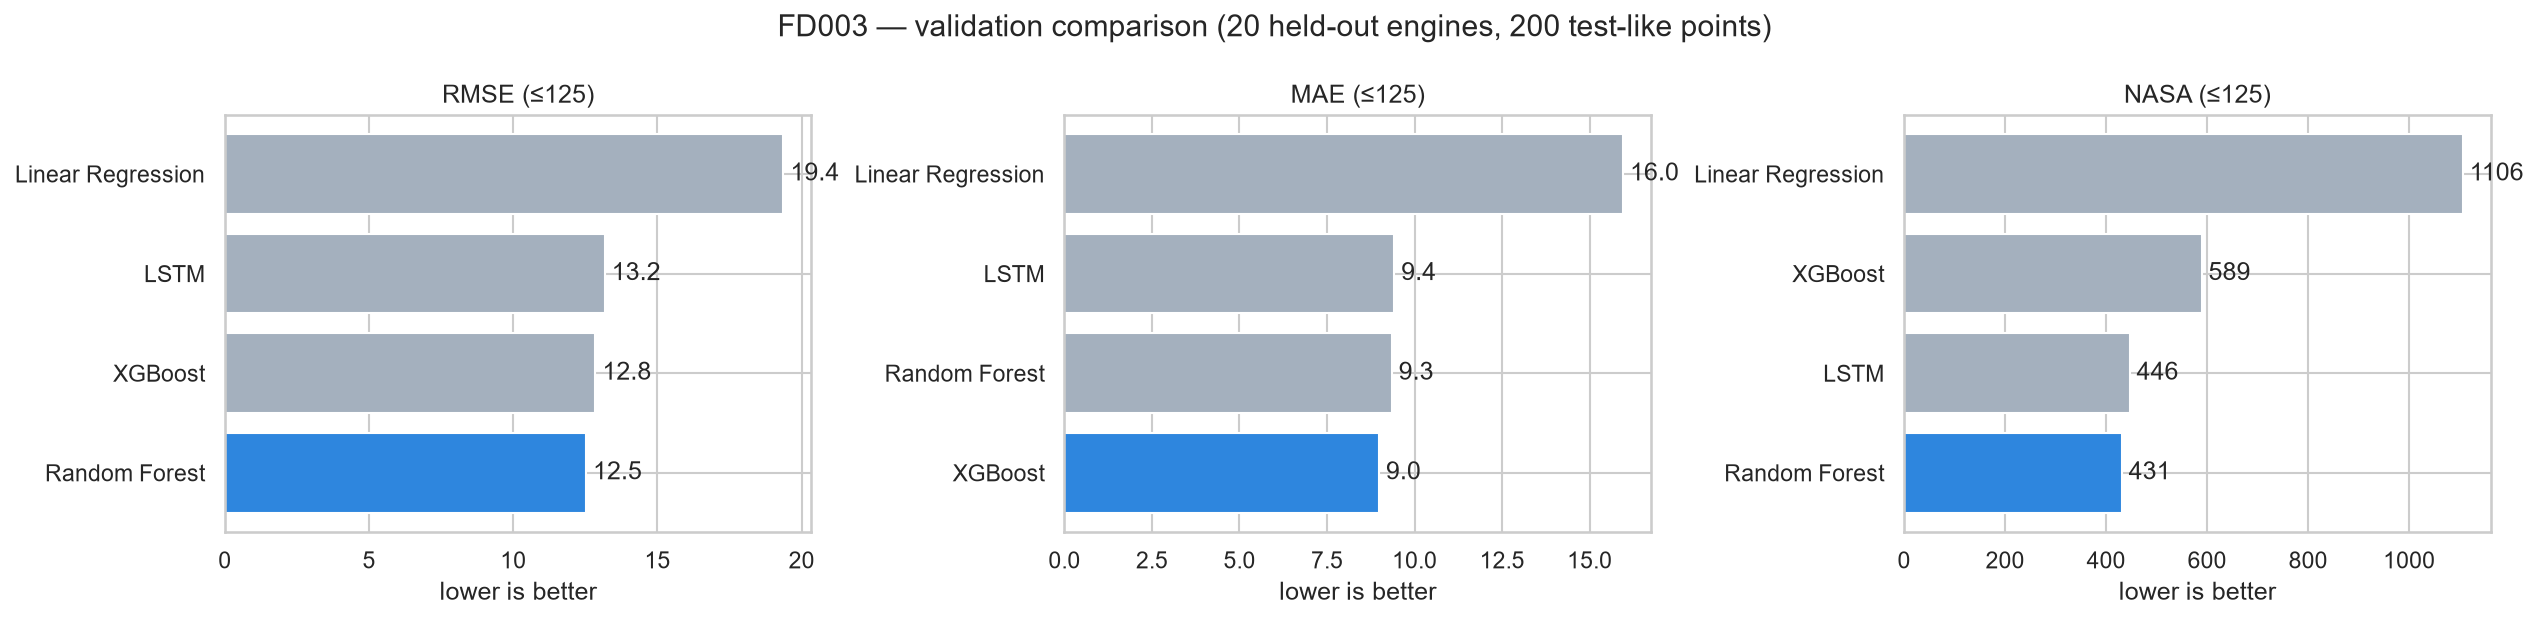 FD003 — validation comparison (20 held-out engines, 200 test-like points)
RMSE (≤125)
Linear Regression
19.4
LSTM
13.2
XGBoost
12.8
Random Forest
12.5
0 5 10 15 20
lower is better
MAE (≤125)
Linear Regression
16.0
LSTM
9.4
Random Forest
9.3
XGBoost
9.0
0.0 2.5 5.0 7.5 10.0 12.5 15.0
lower is better
NASA (≤125)
Linear Regression
1106
XGBoost
589
LSTM
446
Random Forest
431
0 200 400 600 800 1000
lower is better